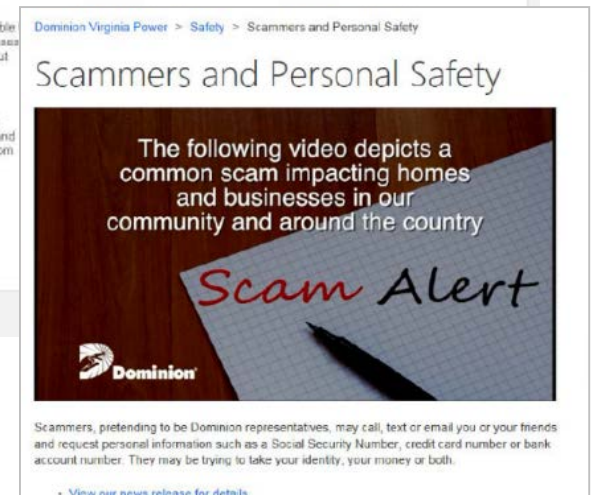 Dominion Virginia Power > Safety > Scammers and Personal Safety
Scammers and Personal Safety
The following video depicts a
common scam impacting homes
and businesses in our
community and around the country
Scam Alert
Dominion
Scammers, pretending to be Dominion representatives, may call, text or email you or your friends
and request personal information such as a Social Security Number, credit card number or bank
account number. They may be trying to take your identity, your money or both.
• View our news release for details